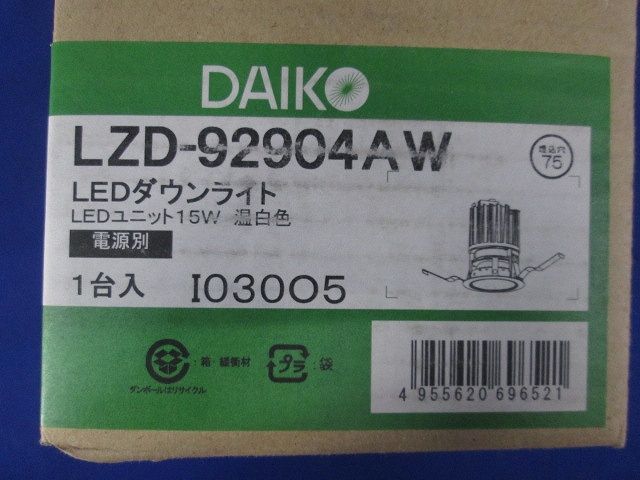 DAIKO
LZD-92904AW
埋込穴
75
LEDダウンライト
LEDユニット15W 温白色
電源別
1台入 I03005
:箱・緩衝材
プラ
:袋
ダンボールはリサイクル
4 955620 696521